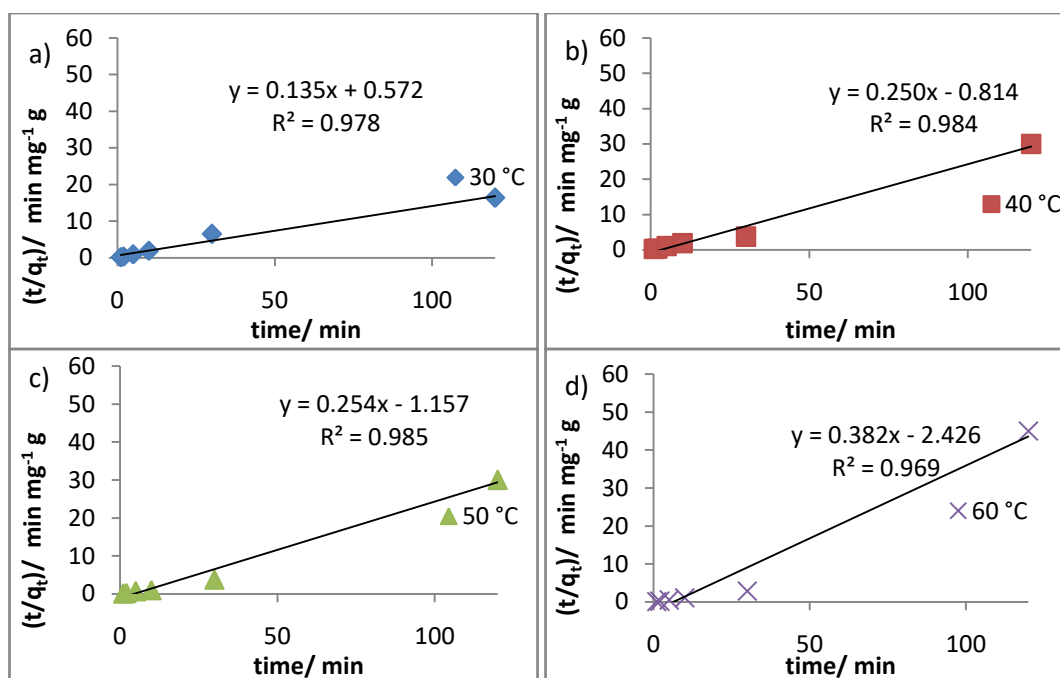 a)
60
50
40
30
20
10
0
(t/qₜ)/ min mg⁻¹ g
y = 0.135x + 0.572
R² = 0.978
30 °C
0 50 100
time/ min
b)
60
50
40
30
20
10
0
(t/qₜ)/ min mg⁻¹ g
y = 0.250x - 0.814
R² = 0.984
40 °C
0 50 100
time/ min
c)
60
50
40
30
20
10
0
(t/qₜ)/ min mg⁻¹ g
y = 0.254x - 1.157
R² = 0.985
50 °C
0 50 100
time/ min
d)
60
50
40
30
20
10
0
(t/qₜ)/ min mg⁻¹ g
y = 0.382x - 2.426
R² = 0.969
60 °C
0 50 100
time/ min